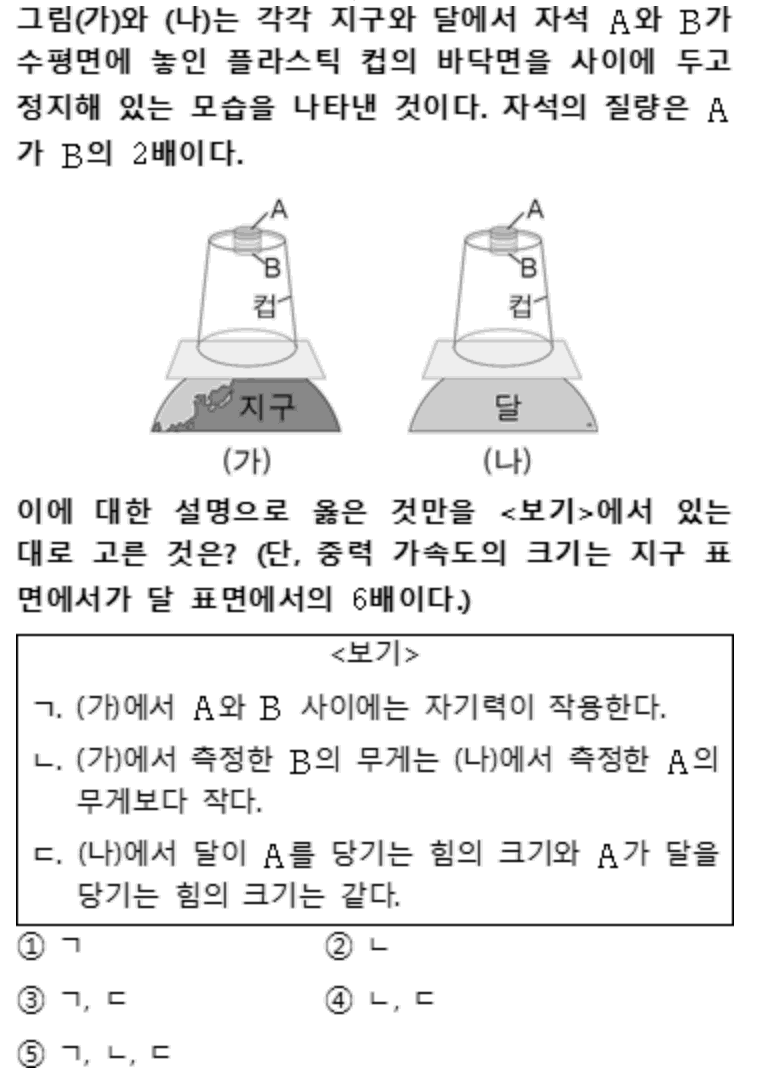 그림(가)와 (나)는 각각 지구와 달에서 자석 A와 B가
수평면에 놓인 플라스틱 컵의 바닥면을 사이에 두고
정지해 있는 모습을 나타낸 것이다. 자석의 질량은 A
가 B의 2배이다.
A A
B B
컵 컵
지구 달
(가) (나)
이에 대한 설명으로 옳은 것만을 <보기>에서 있는
대로 고른 것은? (단, 중력 가속도의 크기는 지구 표
면에서가 달 표면에서의 6배이다.)
<보기>
ㄱ. (가)에서 A와 B 사이에는 자기력이 작용한다.
ㄴ. (가)에서 측정한 B의 무게는 (나)에서 측정한 A의
무게보다 작다.
ㄷ. (나)에서 달이 A를 당기는 힘의 크기와 A가 달을
당기는 힘의 크기는 같다.
① ㄱ ② ㄴ
③ ㄱ, ㄷ ④ ㄴ, ㄷ
⑤ ㄱ, ㄴ, ㄷ